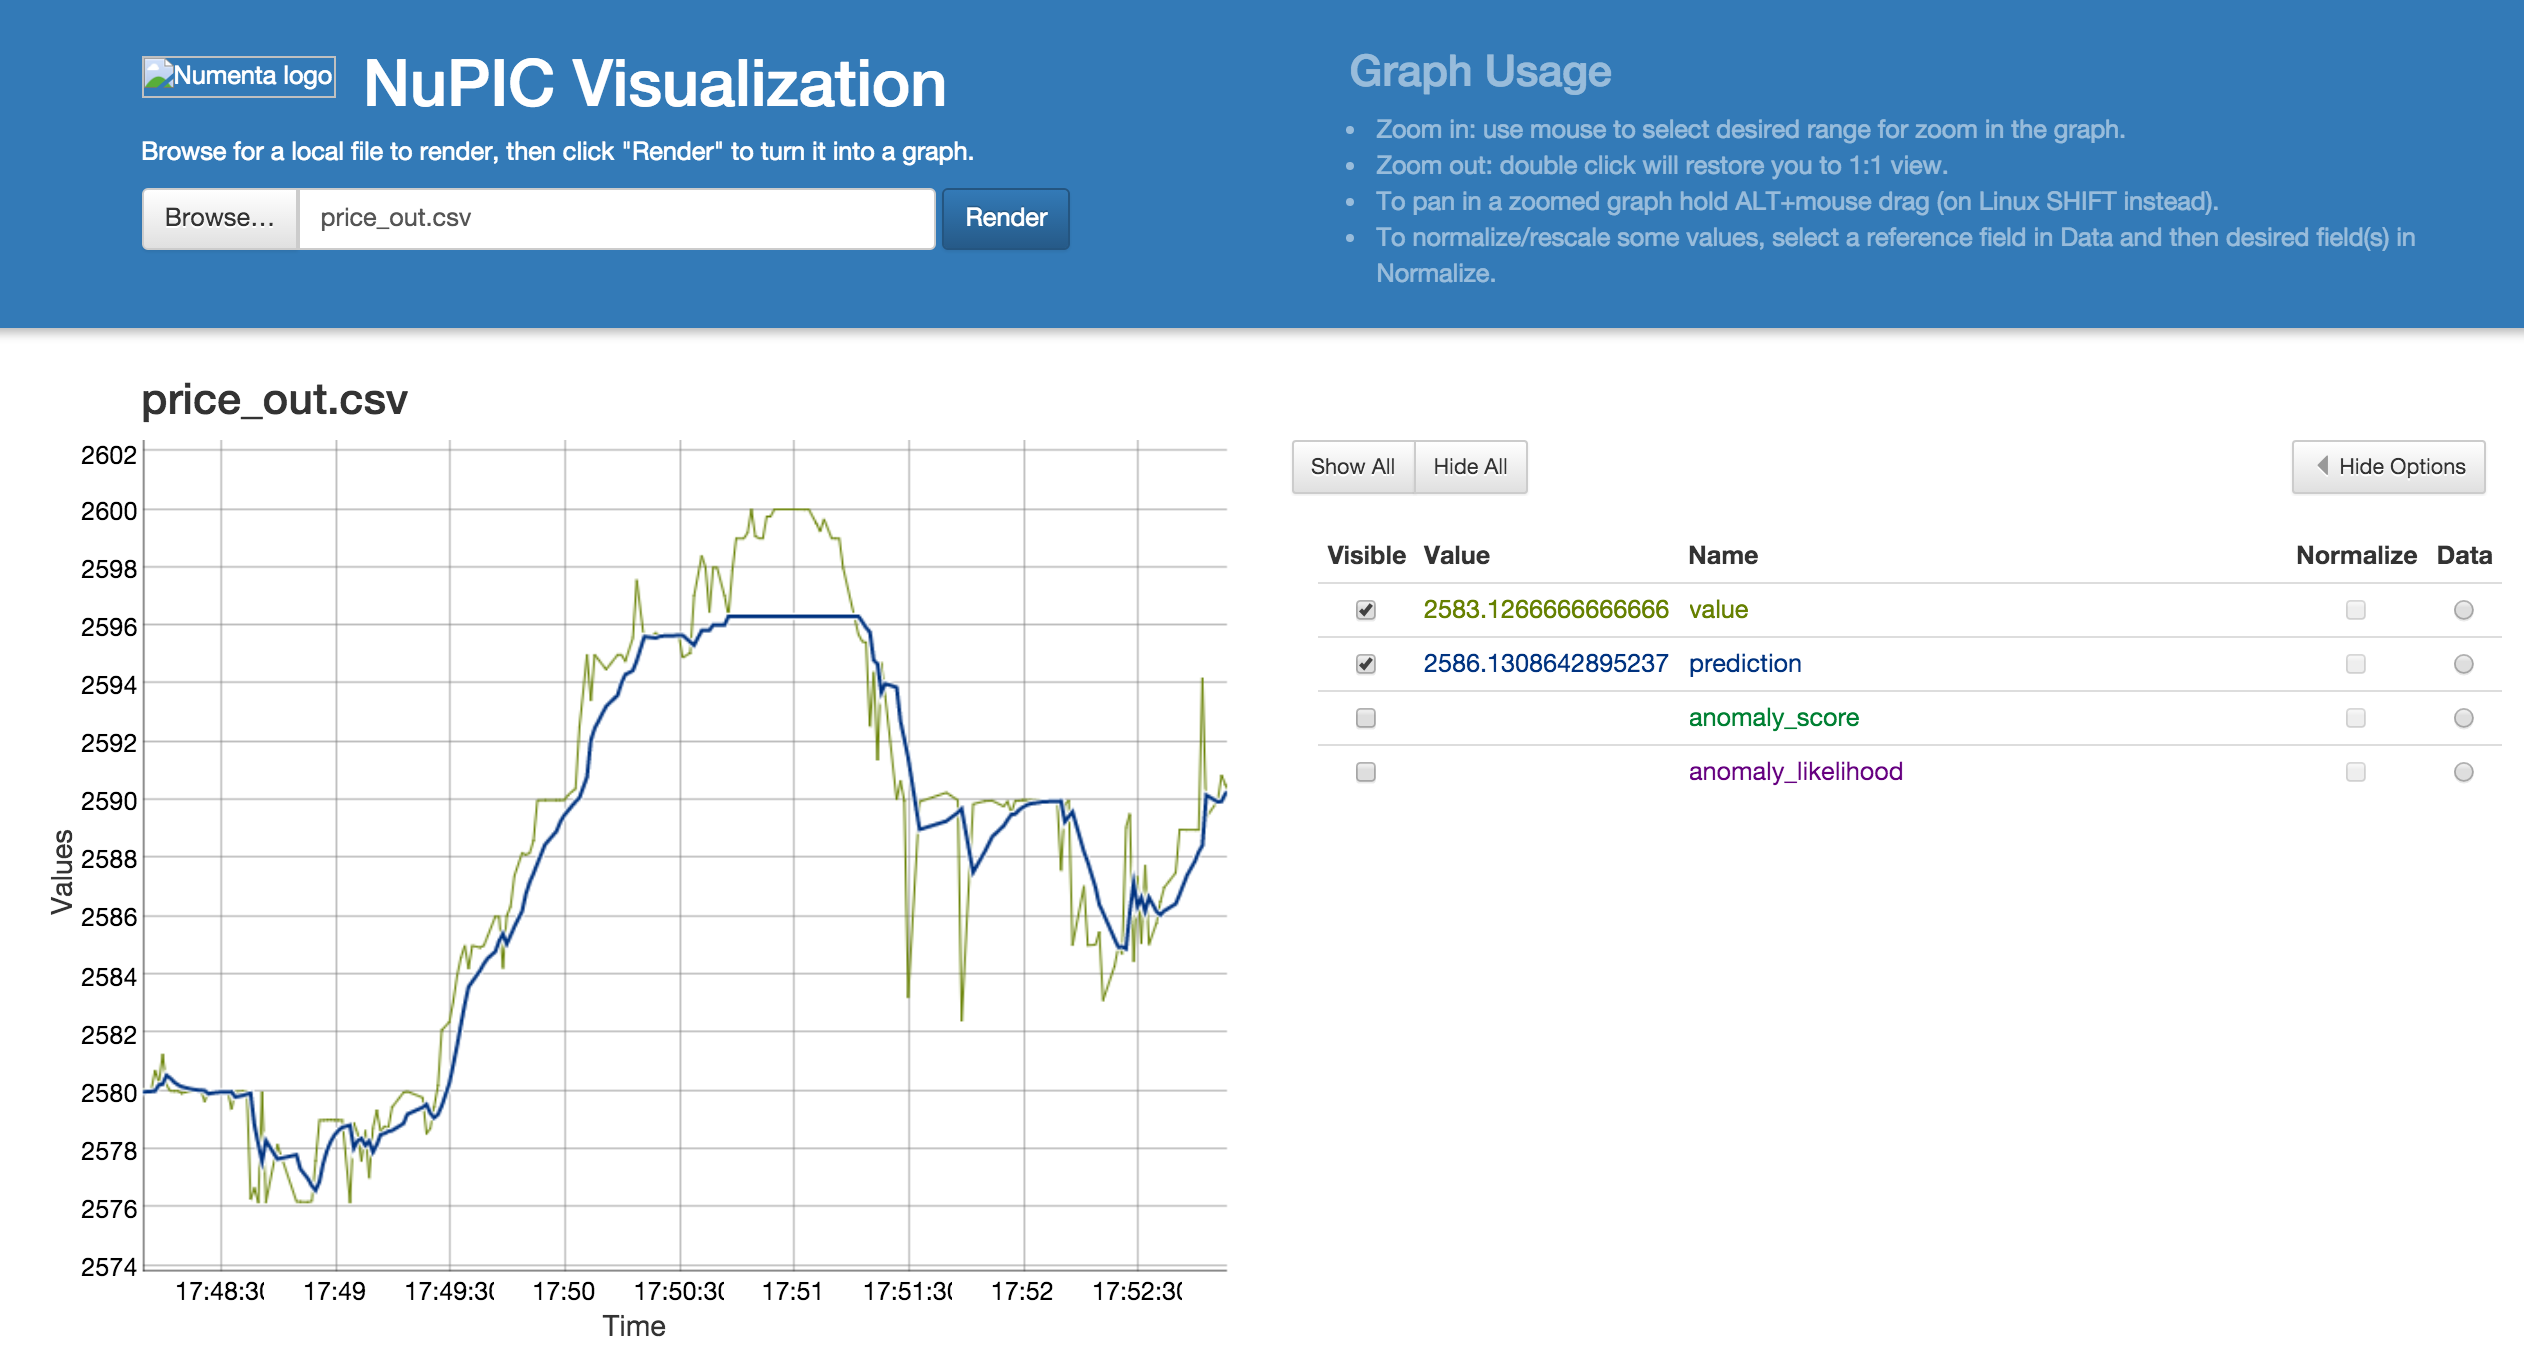 Numenta logo NuPIC Visualization
Browse for a local file to render, then click "Render" to turn it into a graph.
Browse... price_out.csv Render
Graph Usage
• Zoom in: use mouse to select desired range for zoom in the graph.
• Zoom out: double click will restore you to 1:1 view.
• To pan in a zoomed graph hold ALT+mouse drag (on Linux SHIFT instead).
• To normalize/rescale some values, select a reference field in Data and then desired field(s) in
Normalize.
price_out.csv
2602
2600
2598
2596
2594
2592
2590
2588
2586
2584
2582
2580
2578
2576
2574
Values
17:48:30 17:49 17:49:30 17:50 17:50:30 17:51 17:51:30 17:52 17:52:30
Time
Show All Hide All Hide Options
Visible Value Name Normalize Data
2583.1266666666666 value
2586.1308642895237 prediction
anomaly_score
anomaly_likelihood